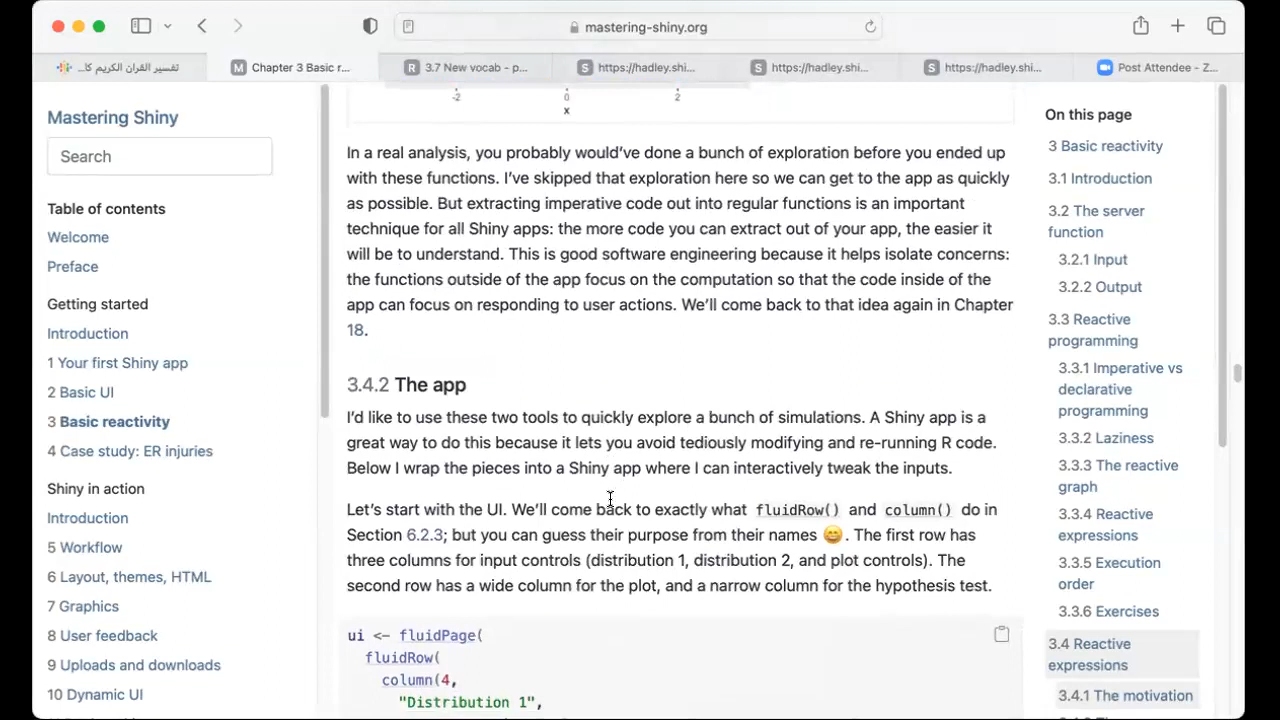 mastering-shiny.org
تفسير القرآن الكريم كا...
Chapter 3 Basic r...
3.7 New vocab - p...
https://hadley.shi...
https://hadley.shi...
https://hadley.shi...
Post Attendee - Z...
Mastering Shiny
Search
Table of contents
Welcome
Preface
Getting started
Introduction
1 Your first Shiny app
2 Basic UI
3 Basic reactivity
4 Case study: ER injuries
Shiny in action
Introduction
5 Workflow
6 Layout, themes, HTML
7 Graphics
8 User feedback
9 Uploads and downloads
10 Dynamic UI
-2 0 2
x
In a real analysis, you probably would've done a bunch of exploration before you ended up
with these functions. I've skipped that exploration here so we can get to the app as quickly
as possible. But extracting imperative code out into regular functions is an important
technique for all Shiny apps: the more code you can extract out of your app, the easier it
will be to understand. This is good software engineering because it helps isolate concerns:
the functions outside of the app focus on the computation so that the code inside of the
app can focus on responding to user actions. We'll come back to that idea again in Chapter
18.
3.4.2 The app
I'd like to use these two tools to quickly explore a bunch of simulations. A Shiny app is a
great way to do this because it lets you avoid tediously modifying and re-running R code.
Below I wrap the pieces into a Shiny app where I can interactively tweak the inputs.
Let's start with the UI. We'll come back to exactly what fluidRow() and column() do in
Section 6.2.3; but you can guess their purpose from their names 😄. The first row has
three columns for input controls (distribution 1, distribution 2, and plot controls). The
second row has a wide column for the plot, and a narrow column for the hypothesis test.
ui <- fluidPage(
fluidRow(
column(4,
"Distribution 1",
On this page
3 Basic reactivity
3.1 Introduction
3.2 The server
function
3.2.1 Input
3.2.2 Output
3.3 Reactive
programming
3.3.1 Imperative vs
declarative
programming
3.3.2 Laziness
3.3.3 The reactive
graph
3.3.4 Reactive
expressions
3.3.5 Execution
order
3.3.6 Exercises
3.4 Reactive
expressions
3.4.1 The motivation